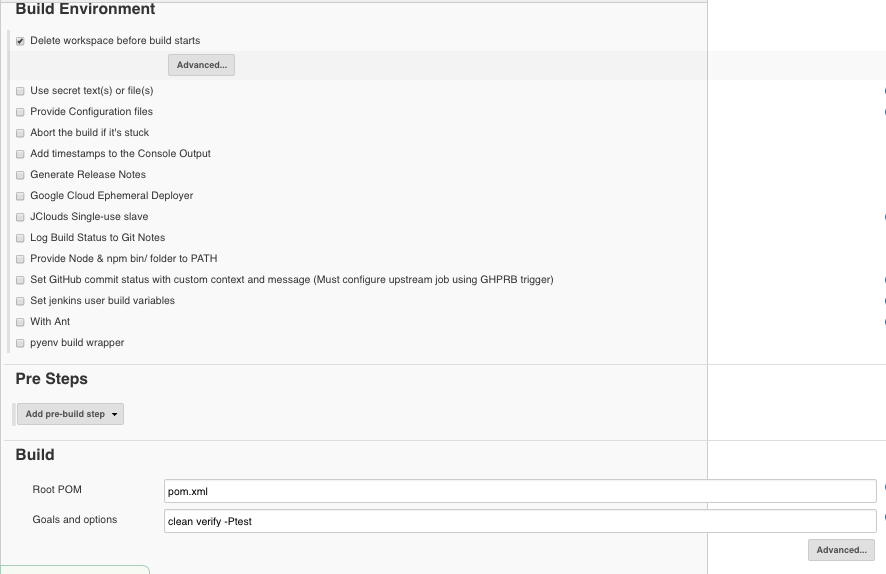 Build Environment
Delete workspace before build starts
Advanced...
Use secret text(s) or file(s)
Provide Configuration files
Abort the build if it's stuck
Add timestamps to the Console Output
Generate Release Notes
Google Cloud Ephemeral Deployer
JClouds Single-use slave
Log Build Status to Git Notes
Provide Node & npm bin/ folder to PATH
Set GitHub commit status with custom context and message (Must configure upstream job using GHPRB trigger)
Set jenkins user build variables
With Ant
pyenv build wrapper
Pre Steps
Add pre-build step
Build
Root POM pom.xml
Goals and options clean verify -Ptest
Advanced...